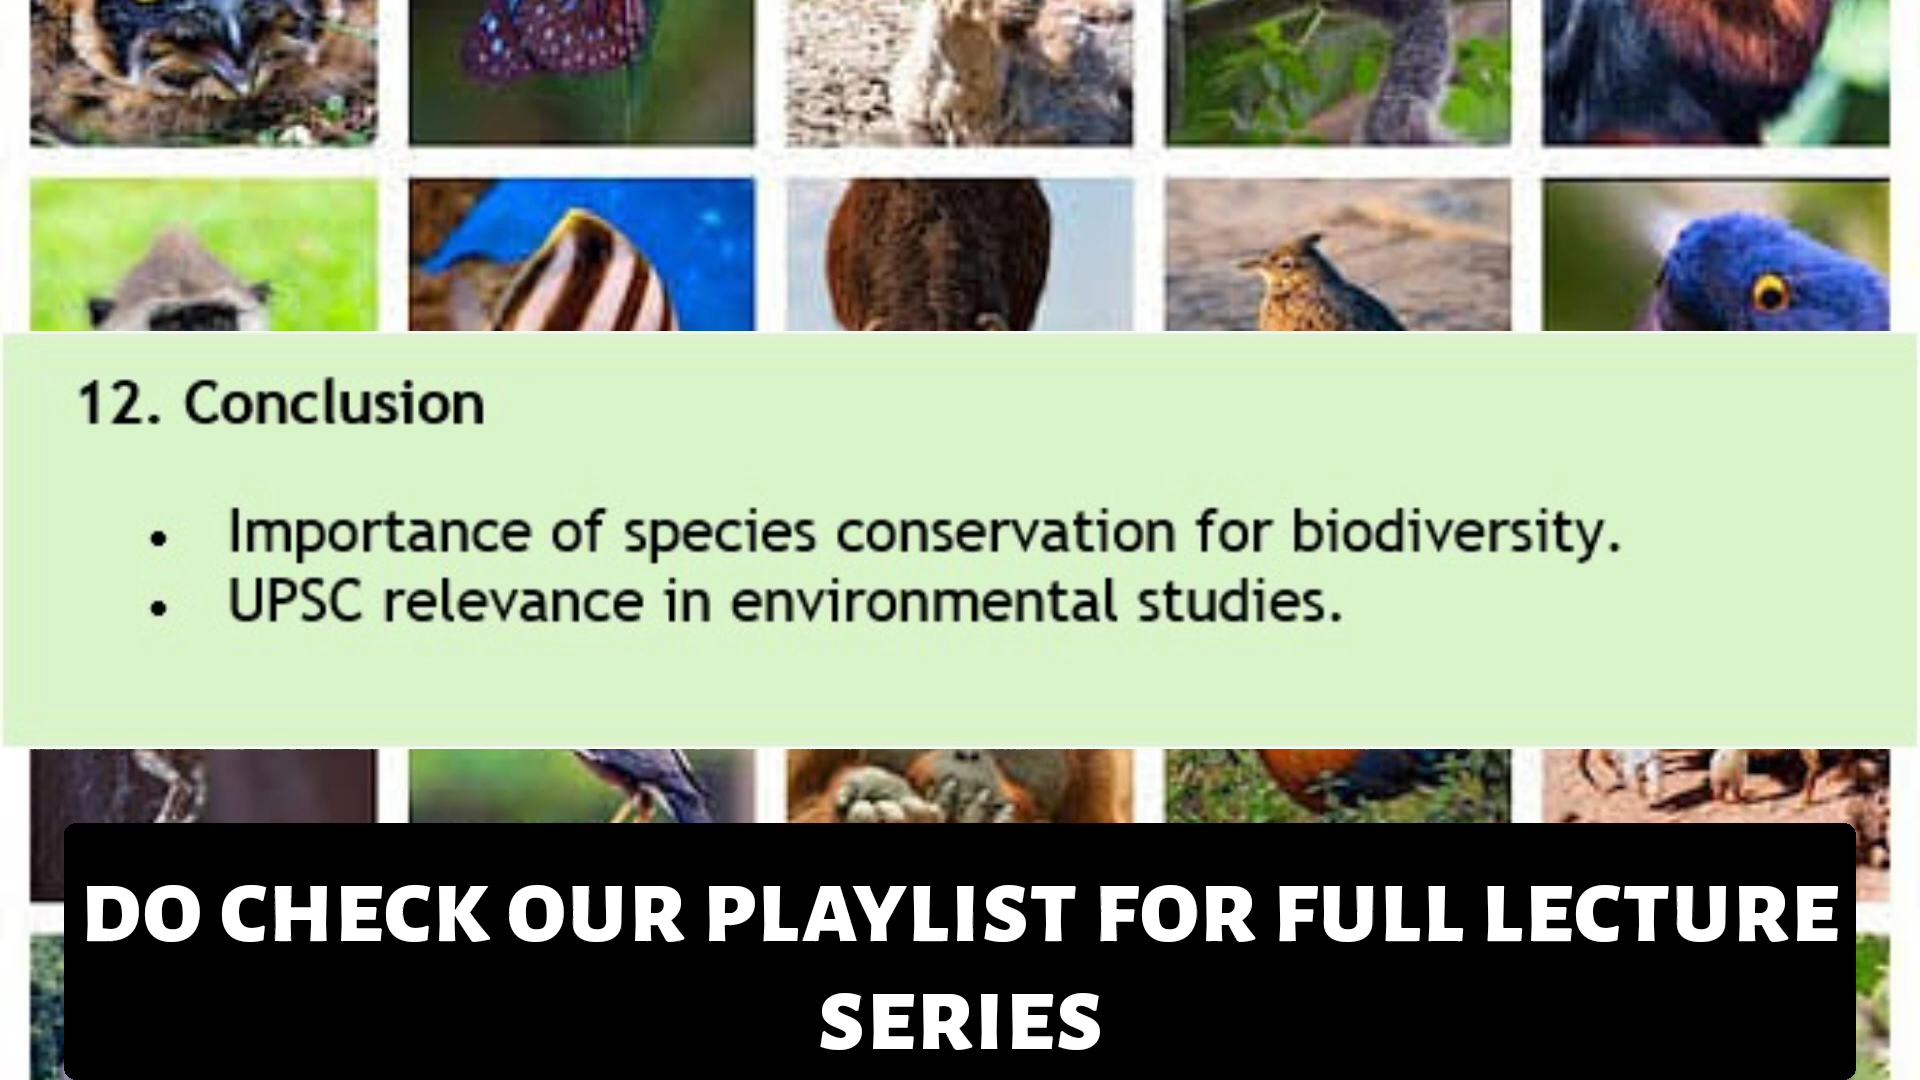 12. Conclusion
• Importance of species conservation for biodiversity.
• UPSC relevance in environmental studies.
DO CHECK OUR PLAYLIST FOR FULL LECTURE
SERIES